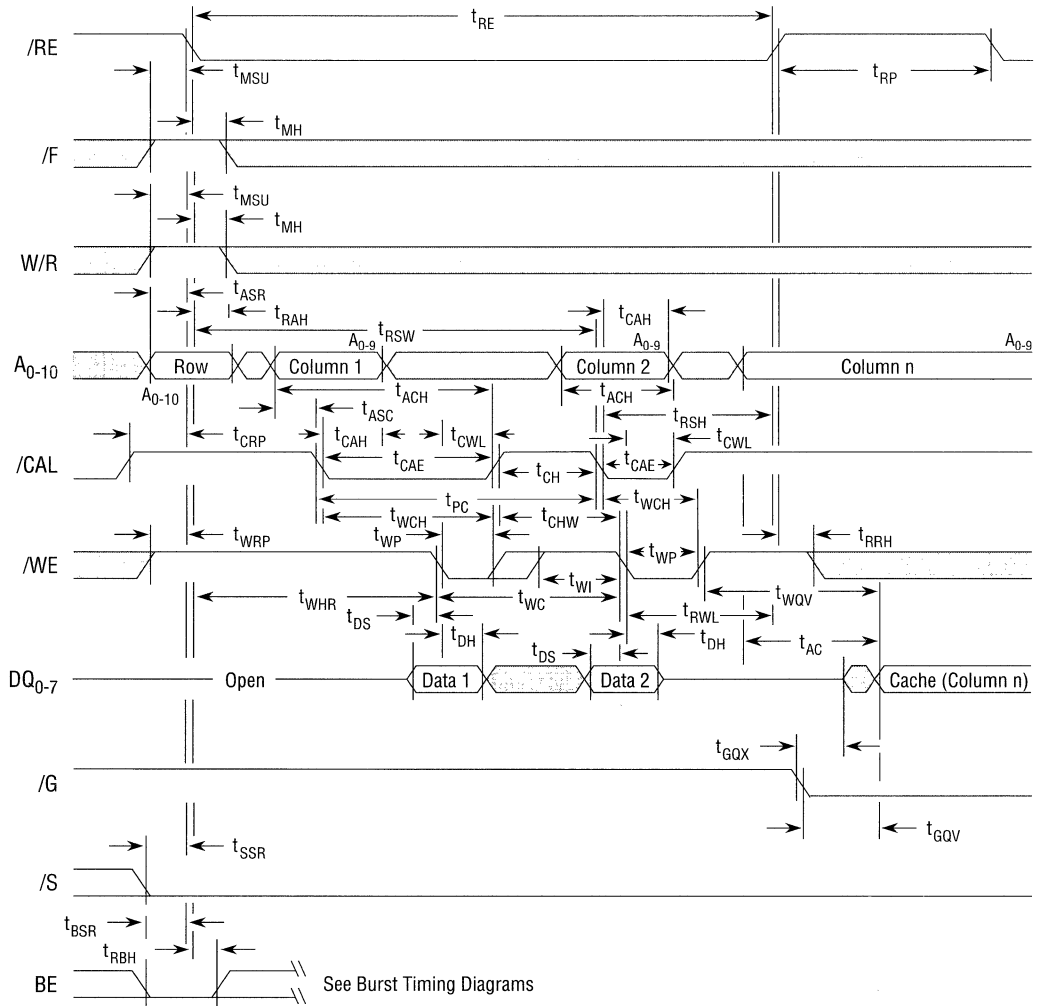 t_RE
/RE
t_MSU
t_RP
t_MH
/F
t_MSU
t_MH
W/R
t_ASR
t_RAH
t_CAH
t_RSW
A_0-9
A_0-9
A_0-9
A_0-10
Row
Column 1
Column 2
Column n
A_0-10
t_ACH
t_ACH
t_ASC
t_RSH
t_CRP
t_CAH
t_CWL
t_CWL
/CAL
t_CAE
t_CH
t_CAE
t_PC
t_WCH
t_WCH
t_CHW
t_WRP
t_WP
t_RRH
/WE
t_WP
t_WI
t_WHR
t_WC
t_WQV
t_DS
t_RWL
t_DH
t_DS
t_DH
t_AC
DQ_0-7
Open
Data 1
Data 2
Cache (Column n)
t_GQX
/G
t_GQV
t_SSR
/S
t_BSR
t_RBH
BE
See Burst Timing Diagrams